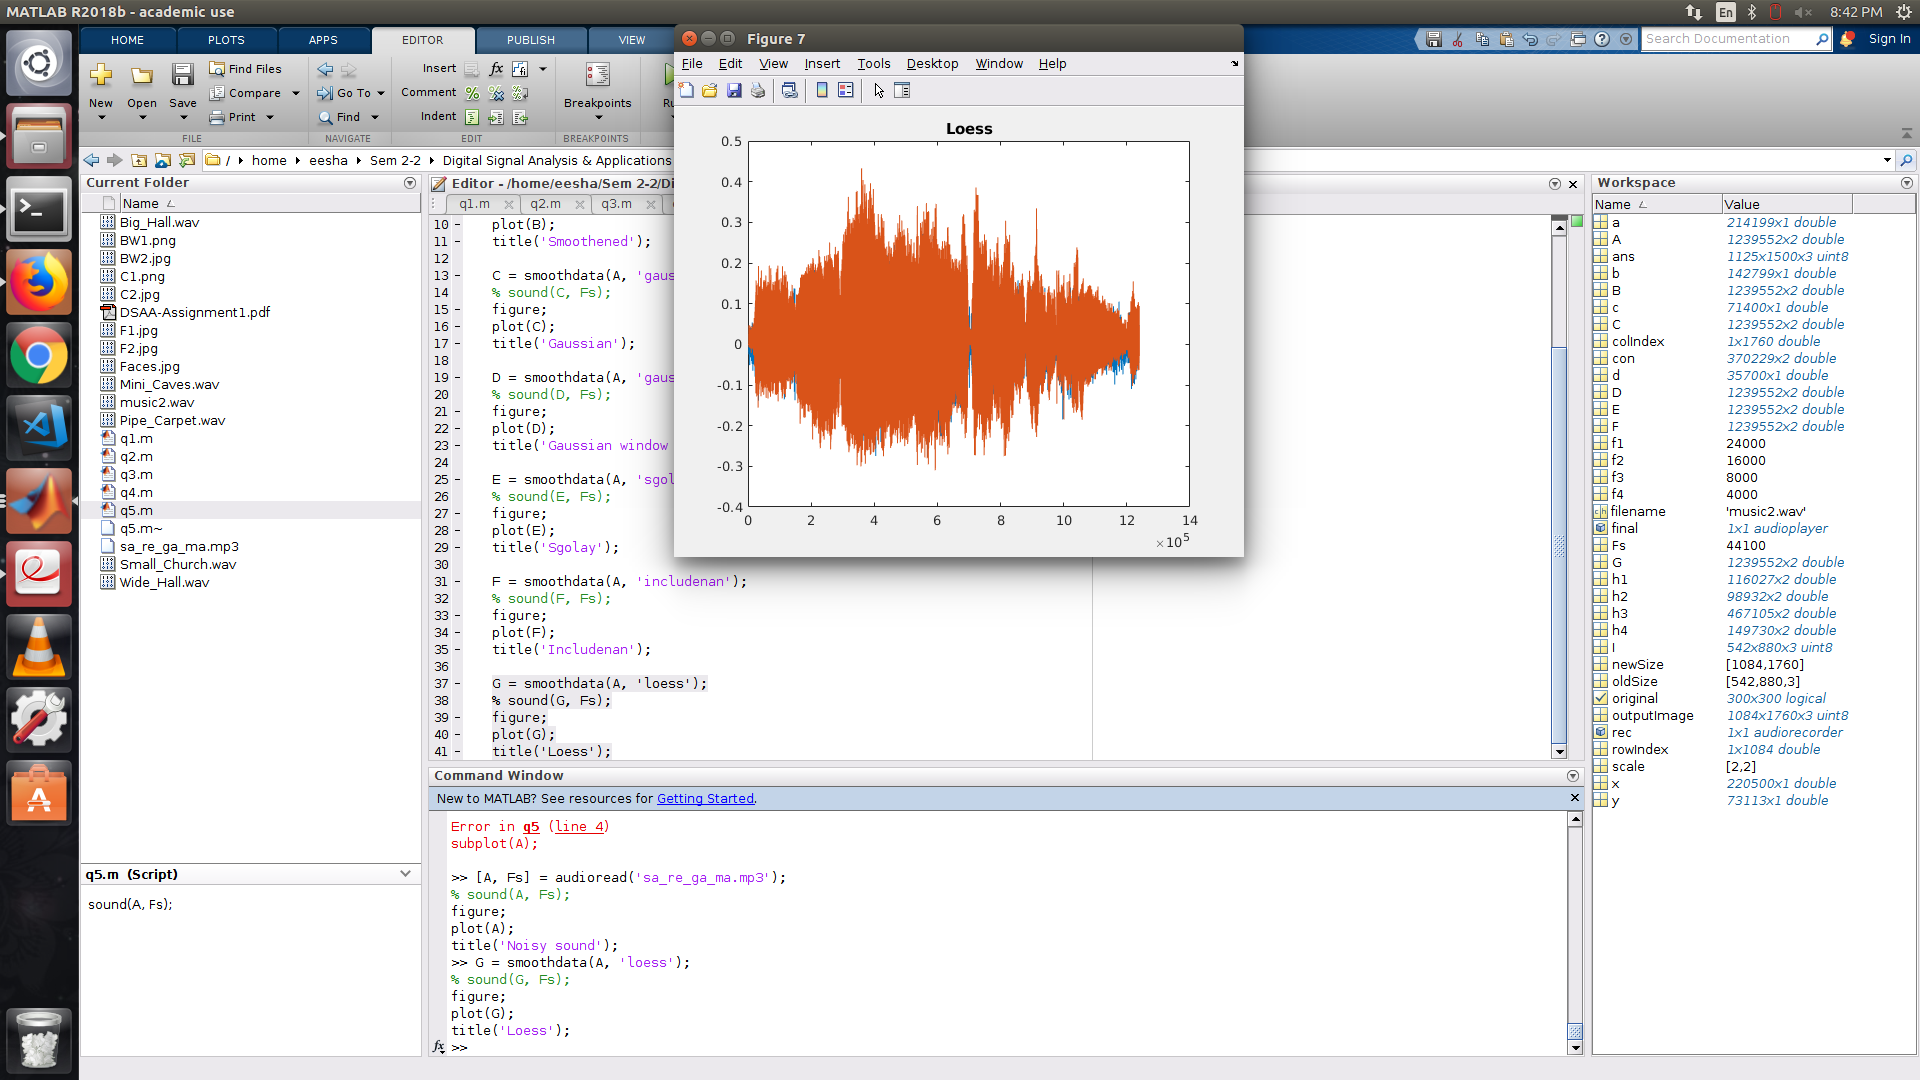 MATLAB R2018b - academic use
En
8:42 PM
HOME PLOTS APPS EDITOR PUBLISH VIEW
Search Documentation
Sign In
New Open Save
Find Files
Compare
Print
FILE
Go To
Find
NAVIGATE
Insert
Comment
Indent
EDIT
Breakpoints
BREAKPOINTS
/ home eesha Sem 2-2 Digital Signal Analysis & Applications
Current Folder
Name
Big_Hall.wav
BW1.png
BW2.jpg
C1.png
C2.jpg
DSAA-Assignment1.pdf
F1.jpg
F2.jpg
Faces.jpg
Mini_Caves.wav
music2.wav
Pipe_Carpet.wav
q1.m
q2.m
q3.m
q4.m
q5.m
q5.m~
sa_re_ga_ma.mp3
Small_Church.wav
Wide_Hall.wav
q5.m (Script)
sound(A, Fs);
Editor - /home/eesha/Sem 2-2/Di
q1.m q2.m q3.m
10 - plot(B);
11 - title('Smoothened');
12
13 - C = smoothdata(A, 'gaus
14 % sound(C, Fs);
15 - figure;
16 - plot(C);
17 - title('Gaussian');
18
19 - D = smoothdata(A, 'gaus
20 % sound(D, Fs);
21 - figure;
22 - plot(D);
23 - title('Gaussian window
24
25 - E = smoothdata(A, 'sgol
26 % sound(E, Fs);
27 - figure;
28 - plot(E);
29 - title('Sgolay');
30
31 - F = smoothdata(A, 'includenan');
32 % sound(F, Fs);
33 - figure;
34 - plot(F);
35 - title('Includenan');
36
37 - G = smoothdata(A, 'loess');
38 % sound(G, Fs);
39 - figure;
40 - plot(G);
41 - title('Loess');
Figure 7
File Edit View Insert Tools Desktop Window Help
Loess
0.5
0.4
0.3
0.2
0.1
0
-0.1
-0.2
-0.3
-0.4
0 2 4 6 8 10 12 14
×10^5
Command Window
New to MATLAB? See resources for Getting Started.
Error in q5 (line 4)
subplot(A);
>> [A, Fs] = audioread('sa_re_ga_ma.mp3');
% sound(A, Fs);
figure;
plot(A);
title('Noisy sound');
>> G = smoothdata(A, 'loess');
% sound(G, Fs);
figure;
plot(G);
title('Loess');
fx >>
Workspace
Name Value
a 214199x1 double
A 1239552x2 double
ans 1125x1500x3 uint8
b 142799x1 double
B 1239552x2 double
c 71400x1 double
C 1239552x2 double
colIndex 1x1760 double
con 370229x2 double
d 35700x1 double
D 1239552x2 double
E 1239552x2 double
F 1239552x2 double
f1 24000
f2 16000
f3 8000
f4 4000
filename 'music2.wav'
final 1x1 audioplayer
Fs 44100
G 1239552x2 double
h1 116027x2 double
h2 98932x2 double
h3 467105x2 double
h4 149730x2 double
I 542x880x3 uint8
newSize [1084,1760]
oldSize [542,880,3]
original 300x300 logical
outputImage 1084x1760x3 uint8
rec 1x1 audiorecorder
rowIndex 1x1084 double
scale [2,2]
x 220500x1 double
y 73113x1 double